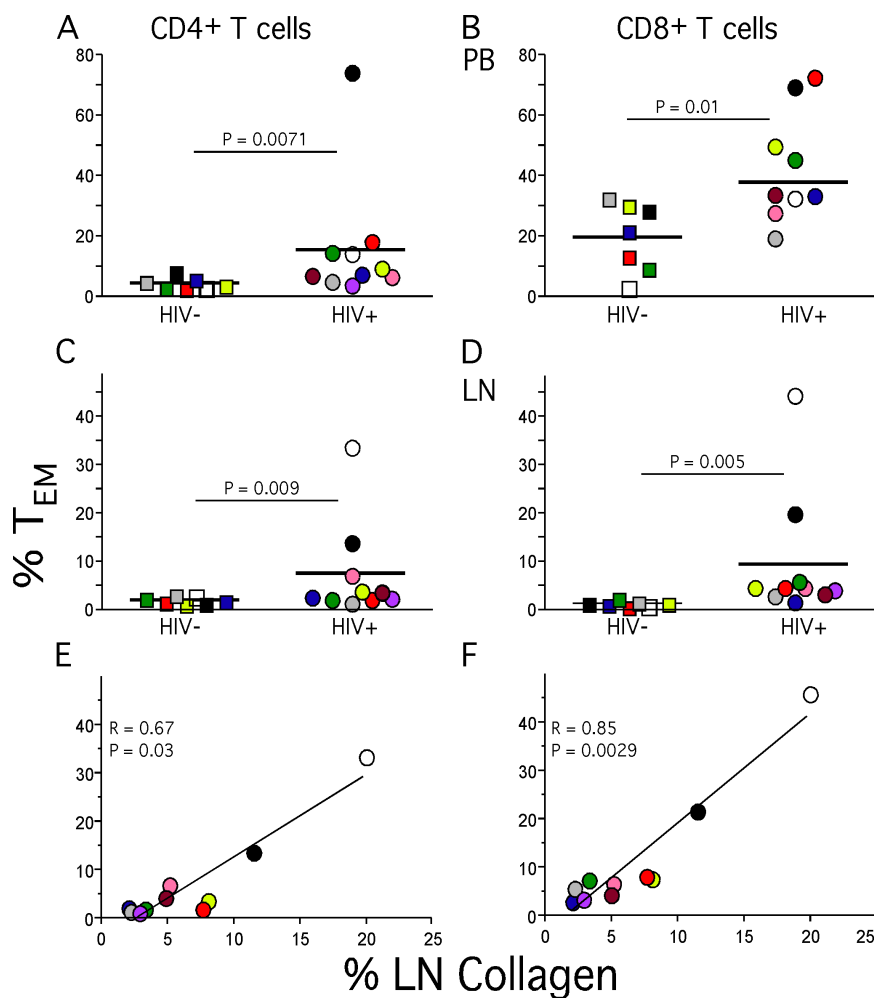 A CD4+ T cells
B CD8+ T cells
PB
80
60
40
20
0
P = 0.0071
HIV- HIV+
80
60
40
20
0
P = 0.01
HIV- HIV+
C
D
LN
40
30
20
10
0
P = 0.009
HIV- HIV+
40
30
20
10
0
P = 0.005
HIV- HIV+
% TEM
E
F
40
30
20
10
0
R = 0.67
P = 0.03
0 5 10 15 20 25
40
30
20
10
0
R = 0.85
P = 0.0029
0 5 10 15 20 25
% LN Collagen